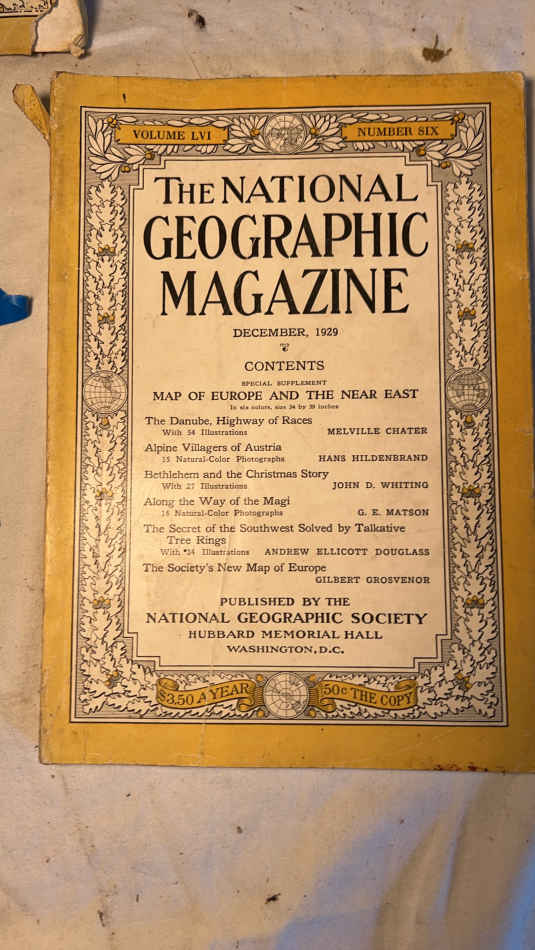 VOLUME LVI
NUMBER SIX
THE NATIONAL
GEOGRAPHIC
MAGAZINE
DECEMBER, 1929
CONTENTS
SPECIAL SUPPLEMENT
MAP OF EUROPE AND THE NEAR EAST
In six colors, size 34 by 39 inches
The Danube, Highway of Races
With 54 Illustrations MELVILLE CHATER
Alpine Villagers of Austria
15 Natural-Color Photographs HANS HILDENBRAND
Bethlehem and the Christmas Story
With 27 Illustrations JOHN D. WHITING
Along the Way of the Magi
16 Natural-Color Photographs G. E. MATSON
The Secret of the Southwest Solved by Talkative
Tree Rings
With 34 Illustrations ANDREW ELLICOTT DOUGLASS
The Society's New Map of Europe
GILBERT GROSVENOR
PUBLISHED BY THE
NATIONAL GEOGRAPHIC SOCIETY
HUBBARD MEMORIAL HALL
WASHINGTON, D.C.
$3.50 A YEAR
50¢ THE COPY